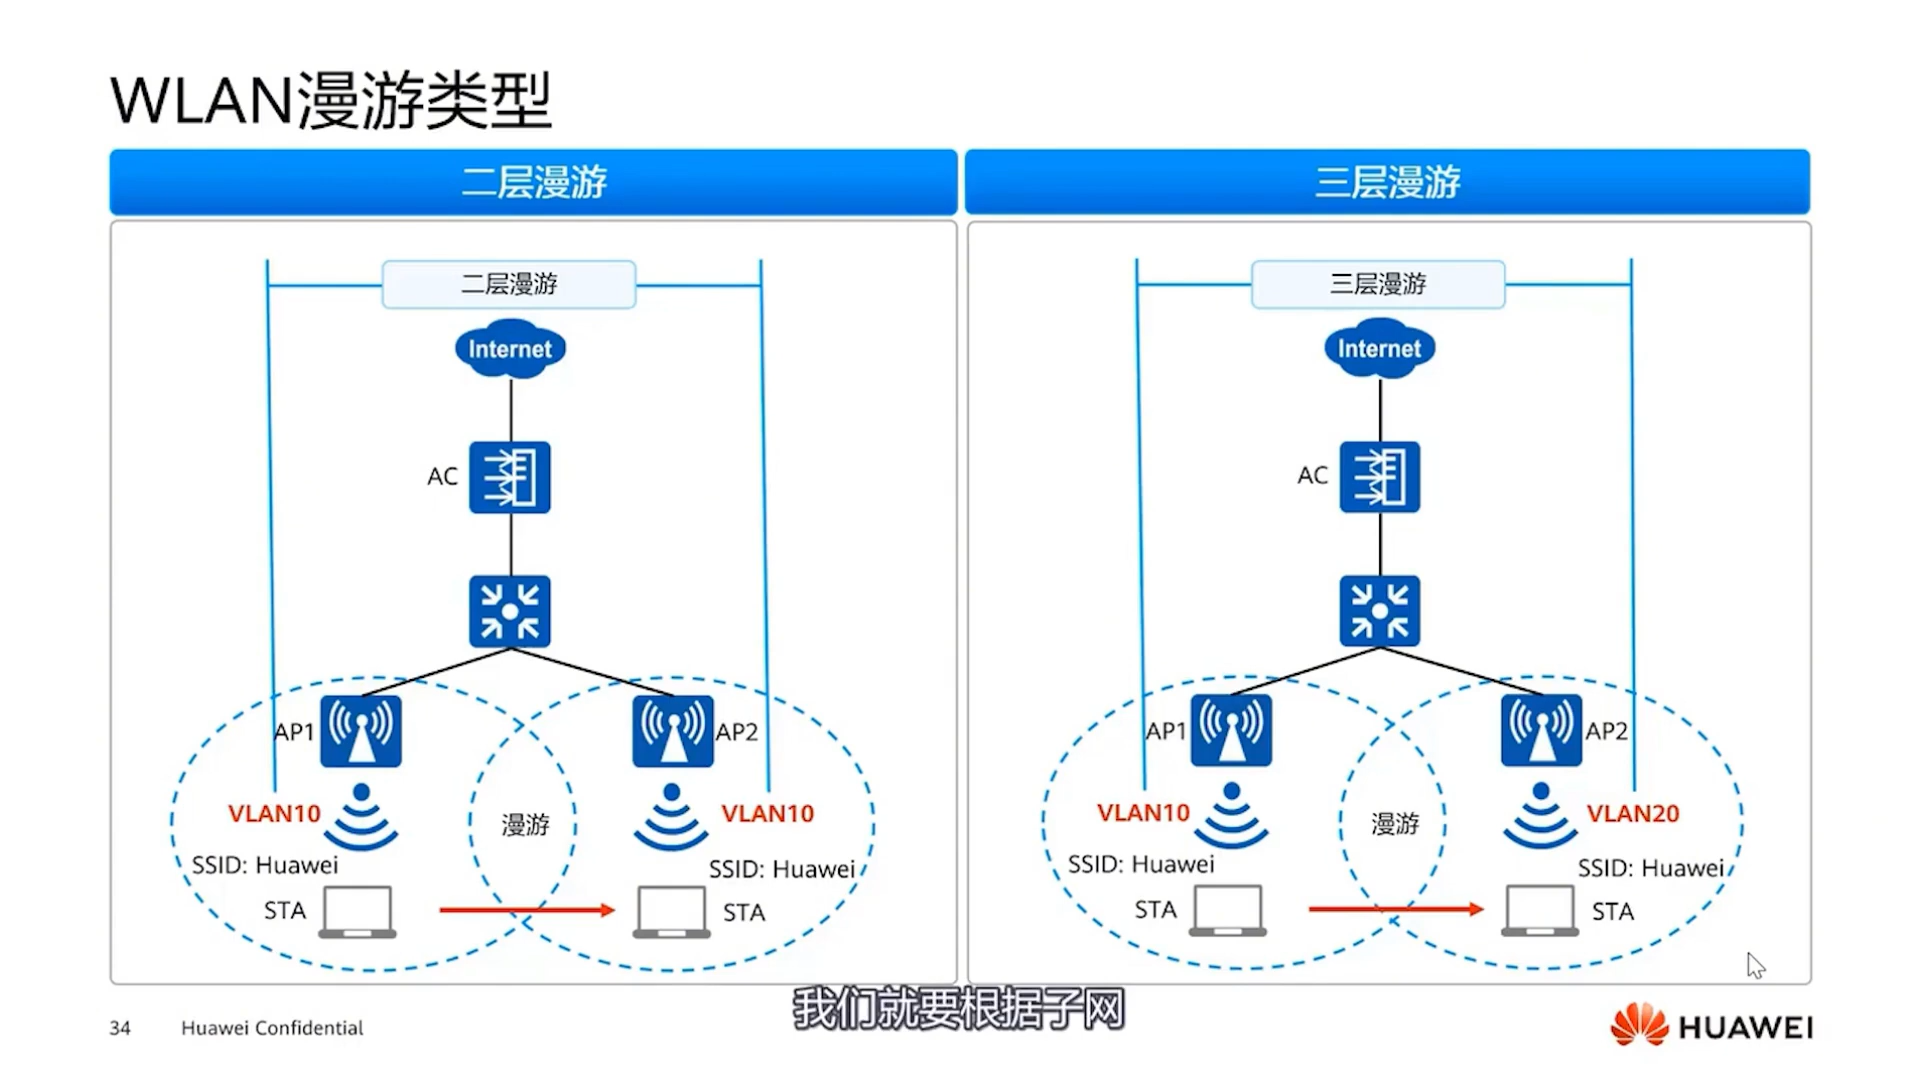 WLAN漫游类型
二层漫游
二层漫游
Internet
AC
AP1
AP2
VLAN10
漫游
VLAN10
SSID: Huawei
SSID: Huawei
STA
STA
三层漫游
三层漫游
Internet
AC
AP1
AP2
VLAN10
漫游
VLAN20
SSID: Huawei
SSID: Huawei
STA
STA
我们就要根据子网
34
Huawei Confidential
HUAWEI